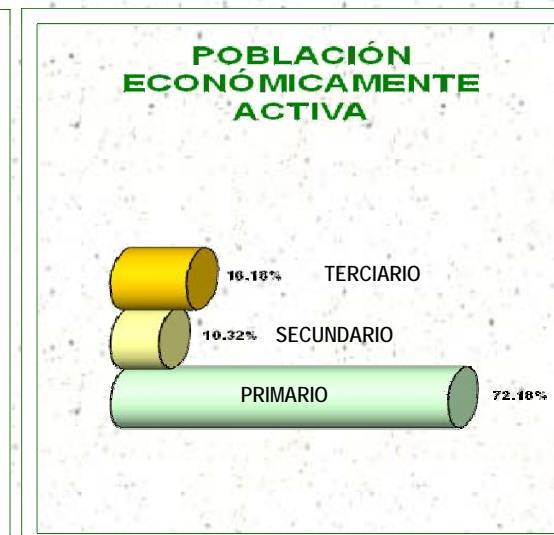 POBLACIÓN
ECONÓMICAMENTE
ACTIVA
16.18% TERCIARIO
10.32% SECUNDARIO
PRIMARIO 72.18%